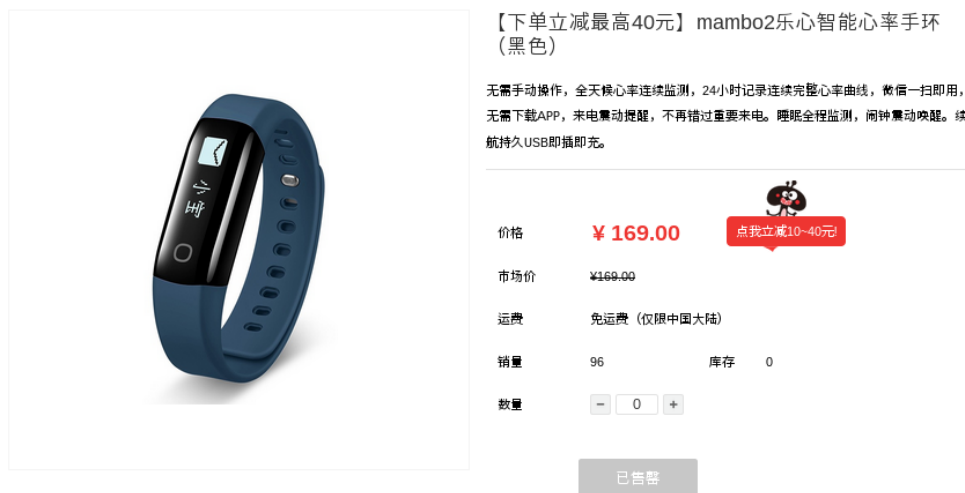 【下单立减最高40元】mambo2乐心智能心率手环
（黑色）
无需手动操作，全天候心率连续监测，24小时记录连续完整心率曲线，微信一扫即用，
无需下载APP，来电震动提醒，不再错过重要来电。睡眠全程监测，闹钟震动唤醒。续
航持久USB即插即充。
价格 ¥ 169.00 点我立减10~40元!
市场价 ¥169.00
运费 免运费（仅限中国大陆）
销量 96 库存 0
数量 − 0 +
已售罄